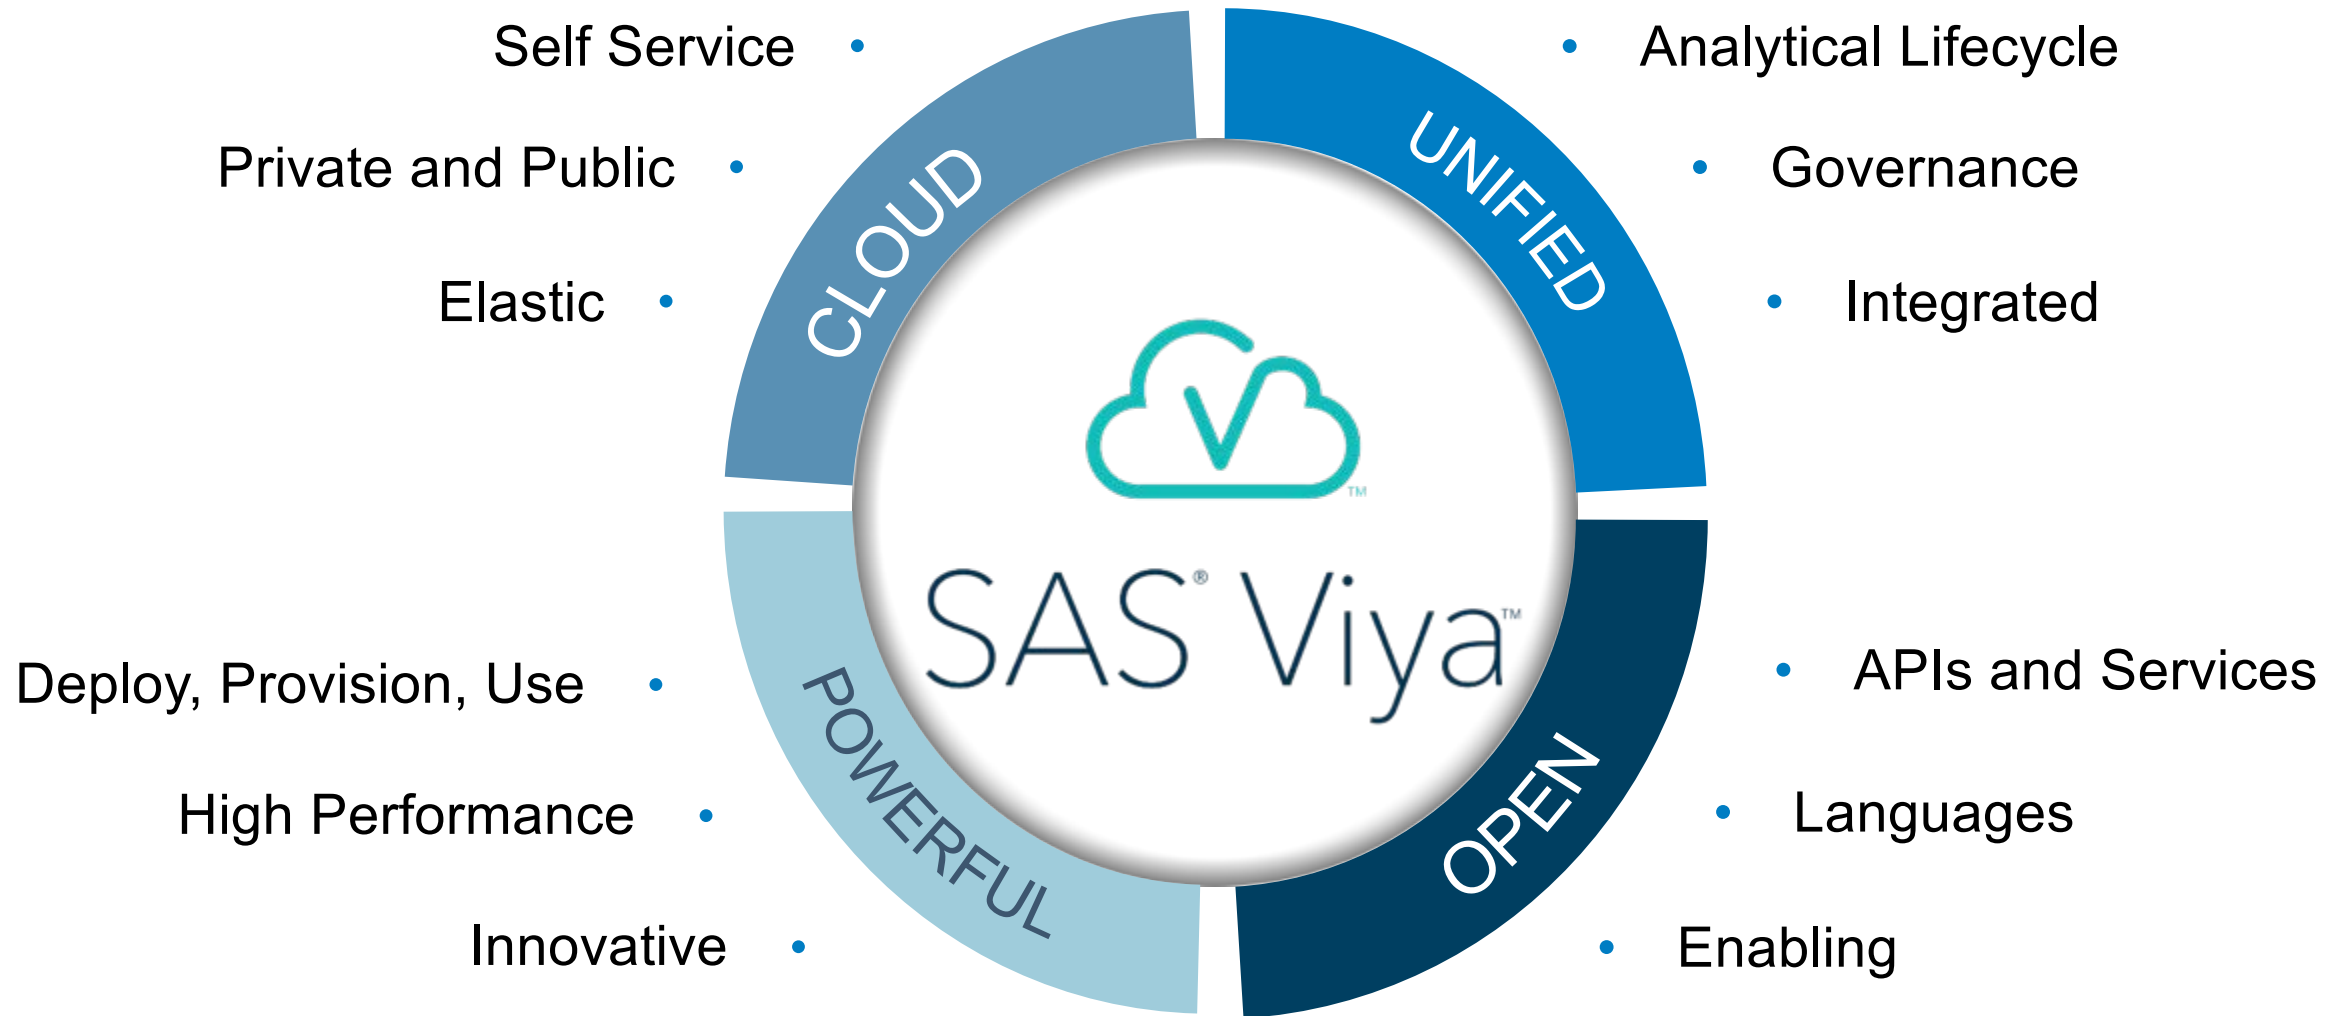 Self Service
Private and Public
Elastic
CLOUD
UNIFIED
Analytical Lifecycle
Governance
Integrated
™
SAS® Viya™
Deploy, Provision, Use
High Performance
Innovative
POWERFUL
OPEN
APIs and Services
Languages
Enabling